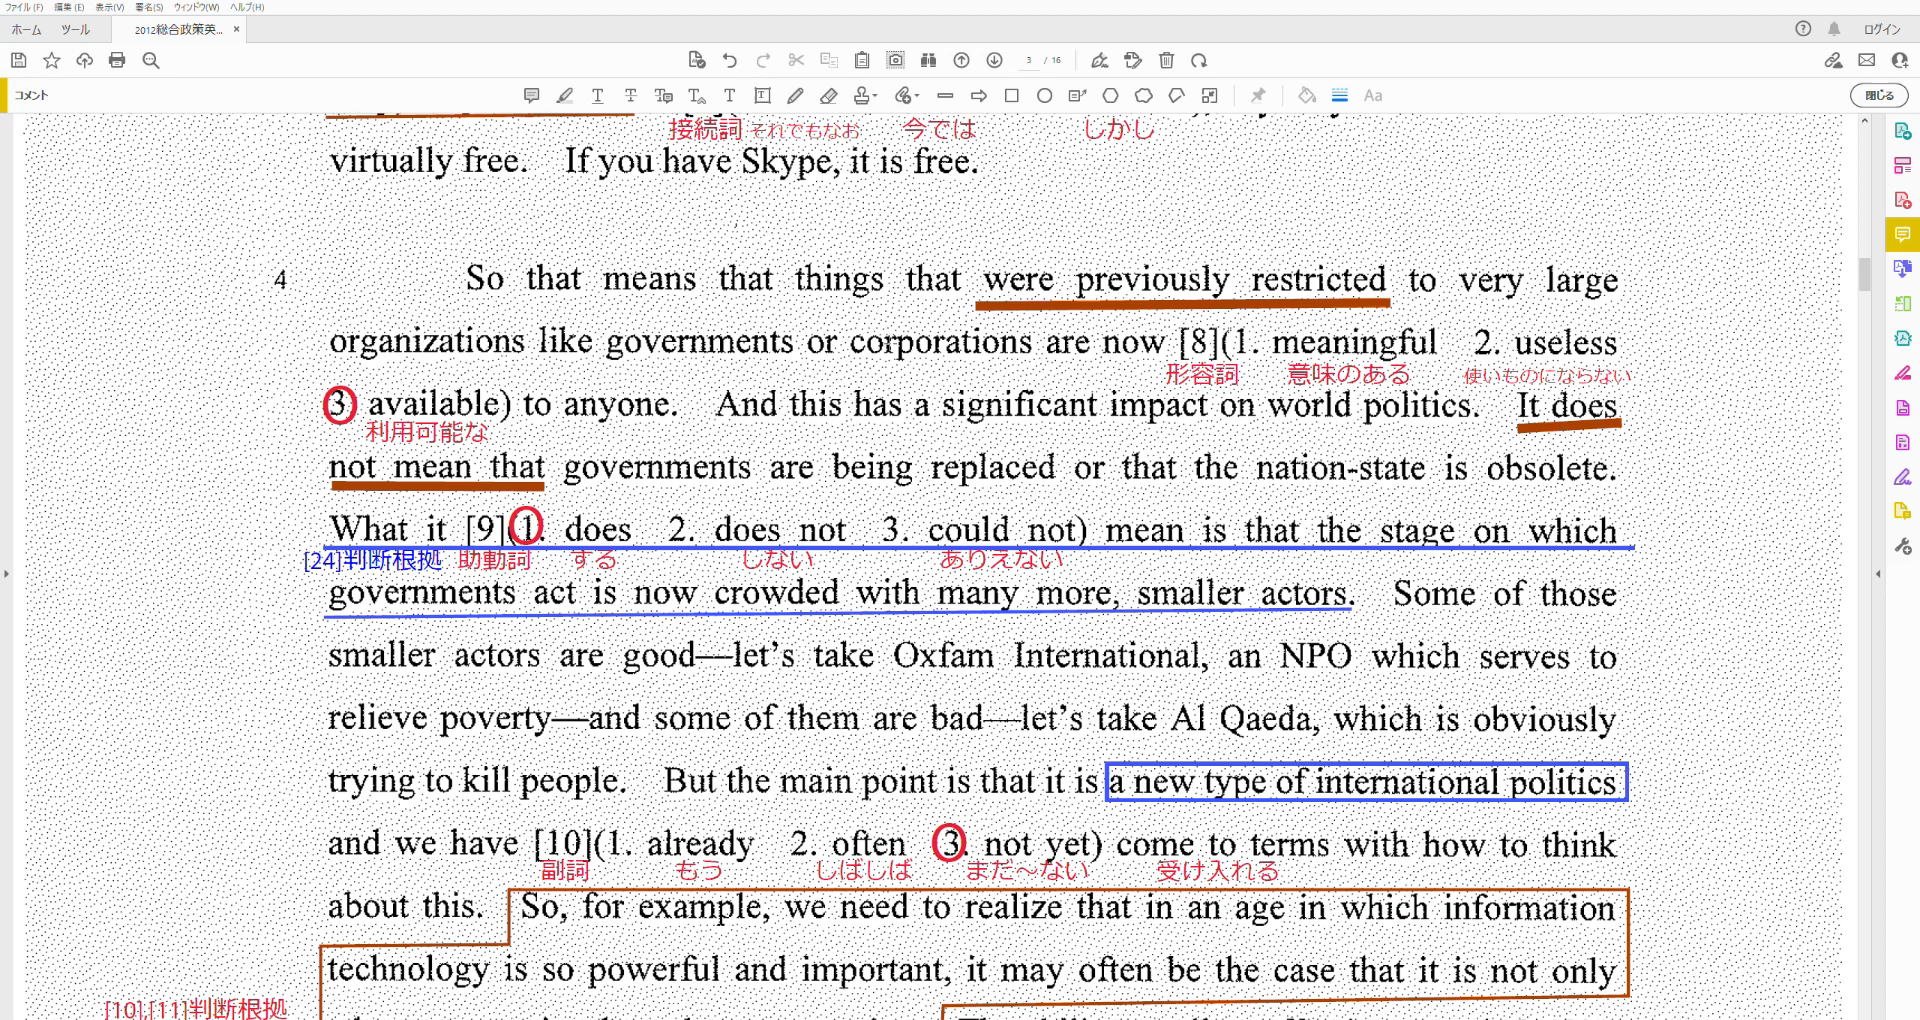 ファイル (F) 編集 (E) 表示(V) 署名(S) ウィンドウ(W) ヘルプ(H)
ホーム ツール 2012総合政策英... × ログイン
3 / 16
コメント Aa 閉じる
接続詞 それでもなお 今では しかし
virtually free. If you have Skype, it is free.
4 So that means that things that were previously restricted to very large
organizations like governments or corporations are now [8](1. meaningful 2. useless
形容詞 意味のある 使いものにならない
3. available) to anyone. And this has a significant impact on world politics. It does
利用可能な
not mean that governments are being replaced or that the nation-state is obsolete.
What it [9](1. does 2. does not 3. could not) mean is that the stage on which
[24]判断根拠 助動詞 する しない ありえない
governments act is now crowded with many more, smaller actors. Some of those
smaller actors are good—let's take Oxfam International, an NPO which serves to
relieve poverty—and some of them are bad—let's take Al Qaeda, which is obviously
trying to kill people. But the main point is that it is a new type of international politics
and we have [10](1. already 2. often 3. not yet) come to terms with how to think
副詞 もう しばしば まだ～ない 受け入れる
about this. So, for example, we need to realize that in an age in which information
technology is so powerful and important, it may often be the case that it is not only
[10],[11]判断根拠